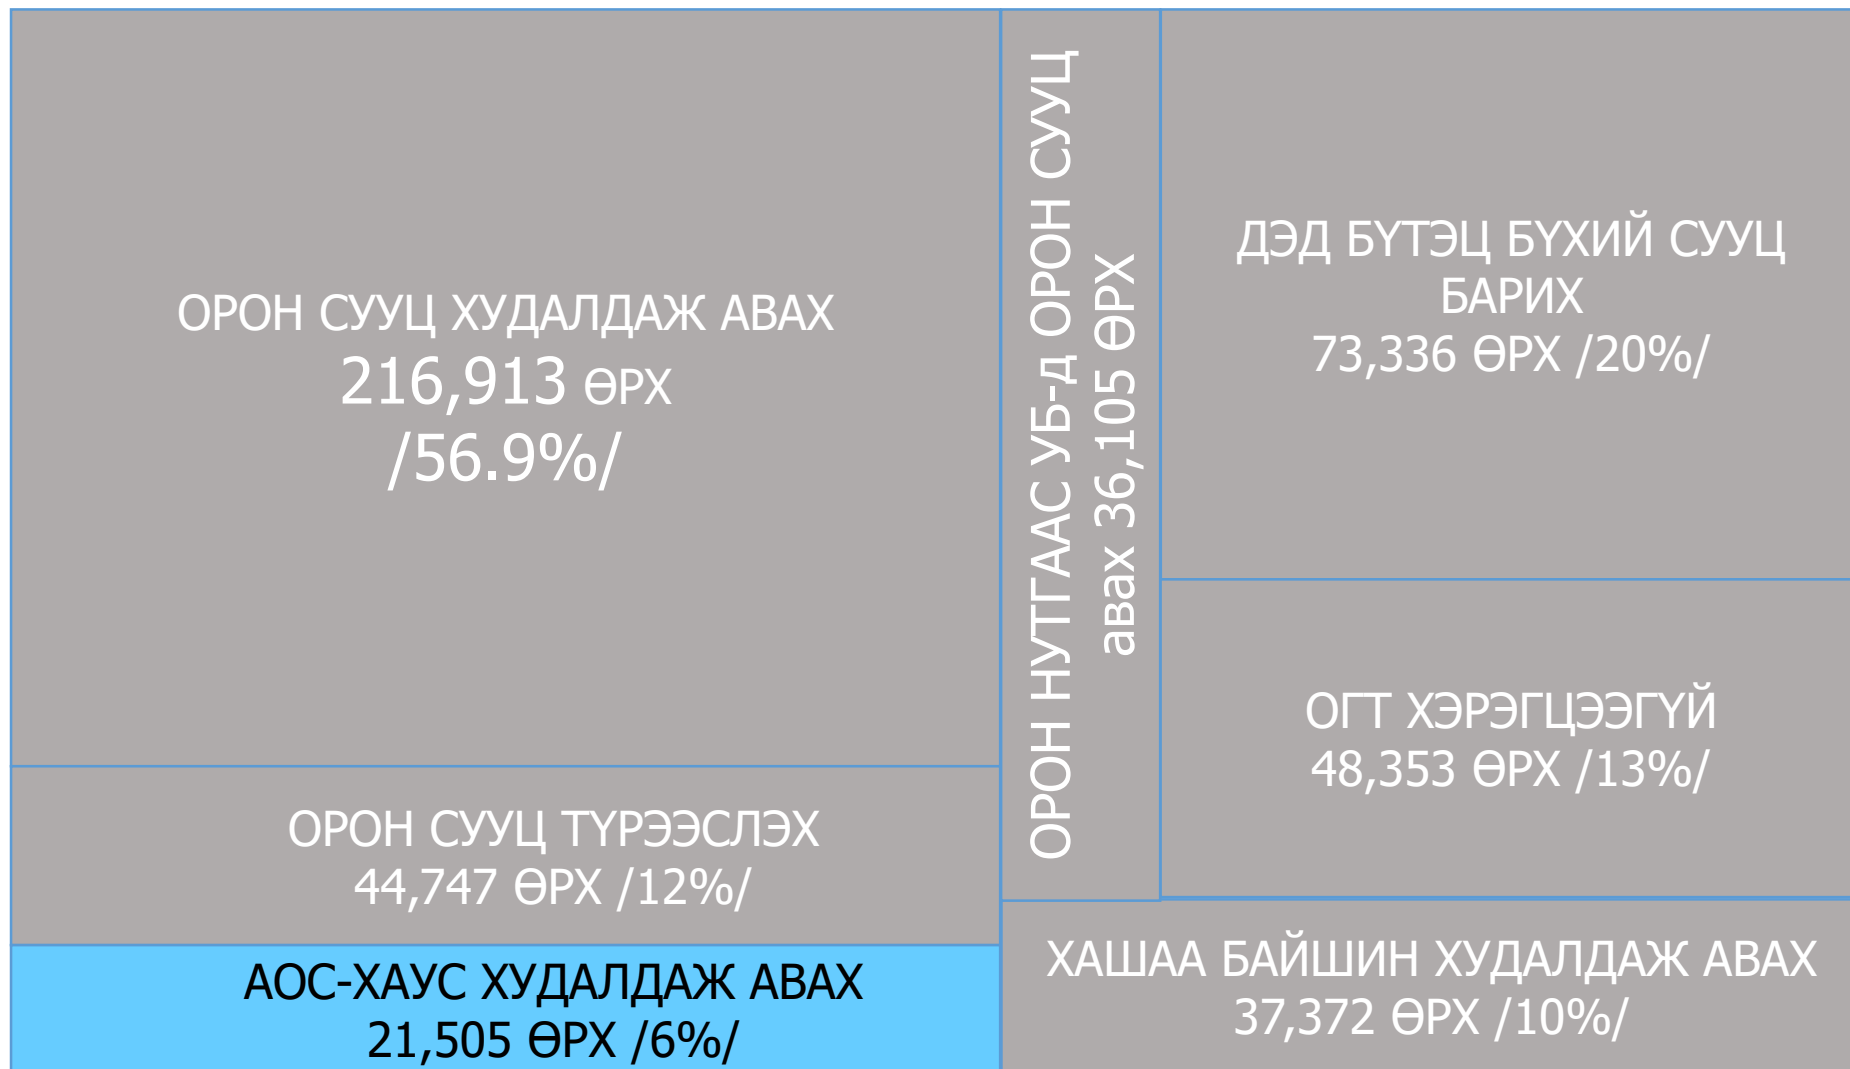 ОРОН СУУЦ ХУДАЛДАЖ АВАХ
216,913 ӨРХ
/56.9%/
ОРОН СУУЦ ТҮРЭЭСЛЭХ
44,747 ӨРХ /12%/
АОС-ХАУС ХУДАЛДАЖ АВАХ
21,505 ӨРХ /6%/
ОРОН НУТГААС УБ-д ОРОН СУУЦ
авах 36,105 ӨРХ
ДЭД БҮТЭЦ БҮХИЙ СУУЦ
БАРИХ
73,336 ӨРХ /20%/
ОГТ ХЭРЭГЦЭЭГҮЙ
48,353 ӨРХ /13%/
ХАШАА БАЙШИН ХУДАЛДАЖ АВАХ
37,372 ӨРХ /10%/